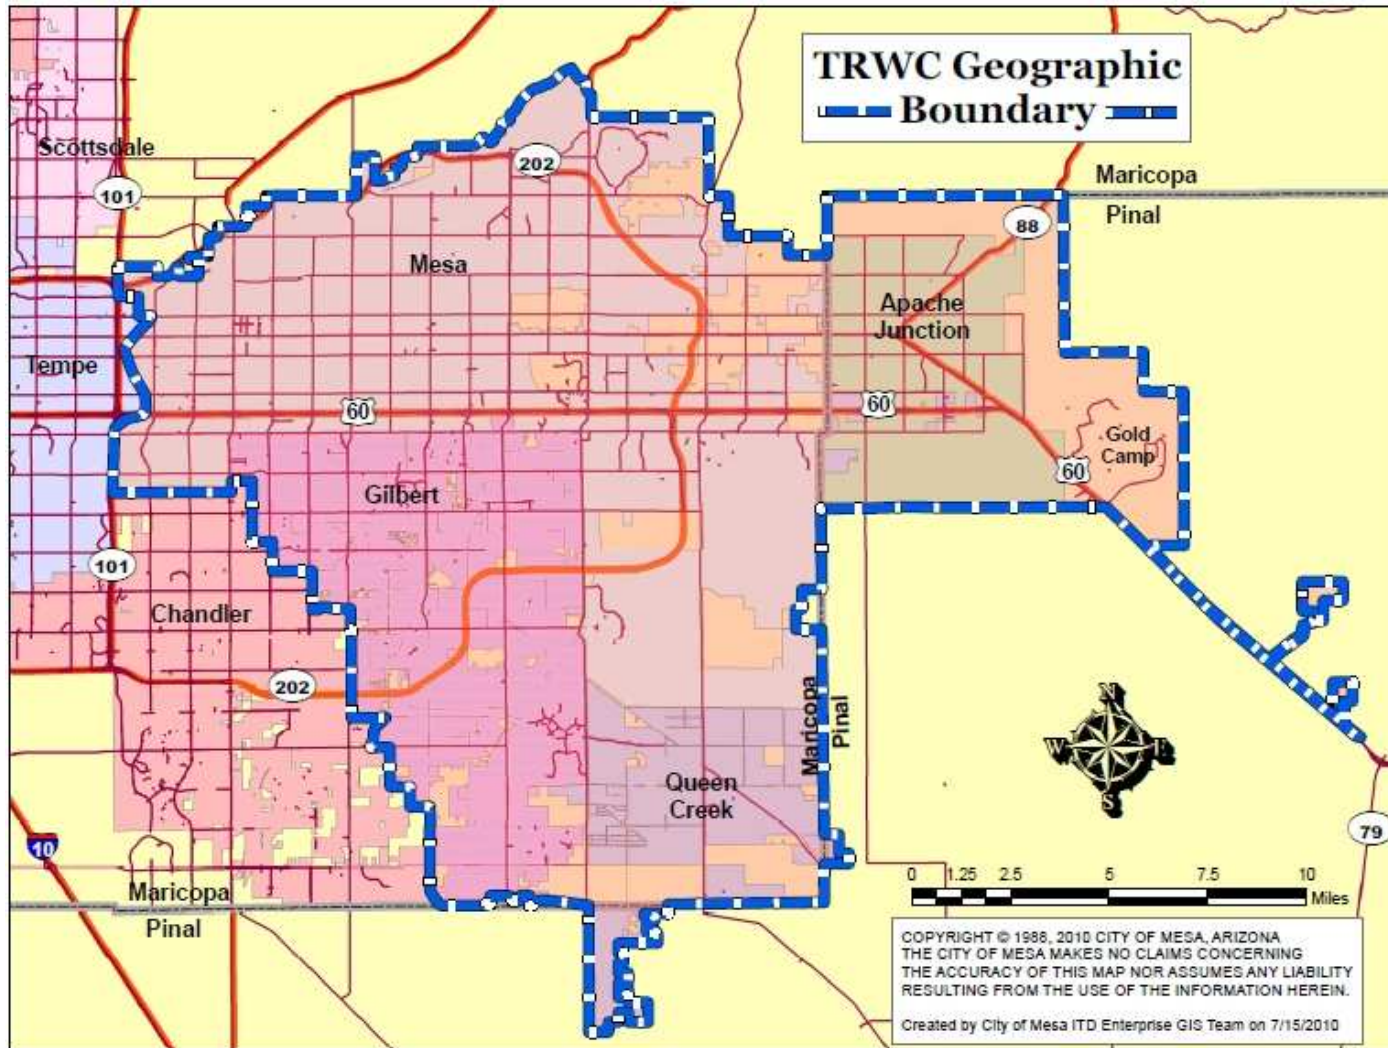 TRWC Geographic
Boundary
Scottsdale
101
202
Maricopa
Pinal
88
Mesa
Apache
Junction
Tempe
60
60
Gold
Camp
60
Gilbert
101
Chandler
202
Maricopa
Pinal
N
W
E
S
Queen
Creek
10
79
Maricopa
Pinal
0 1.25 2.5 5 7.5 10
Miles
COPYRIGHT © 1988, 2010 CITY OF MESA, ARIZONA
THE CITY OF MESA MAKES NO CLAIMS CONCERNING
THE ACCURACY OF THIS MAP NOR ASSUMES ANY LIABILITY
RESULTING FROM THE USE OF THE INFORMATION HEREIN.
Created by City of Mesa ITD Enterprise GIS Team on 7/15/2010